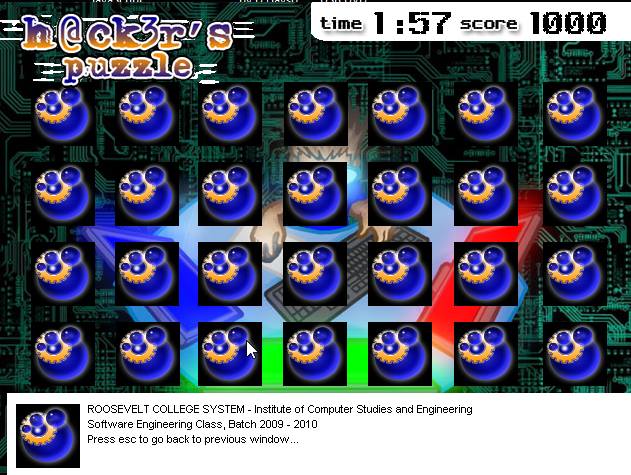 h@ck3r's
puzzle
time 1:57 score 1000
ROOSEVELT COLLEGE SYSTEM - Institute of Computer Studies and Engineering
Software Engineering Class, Batch 2009 - 2010
Press esc to go back to previous window...